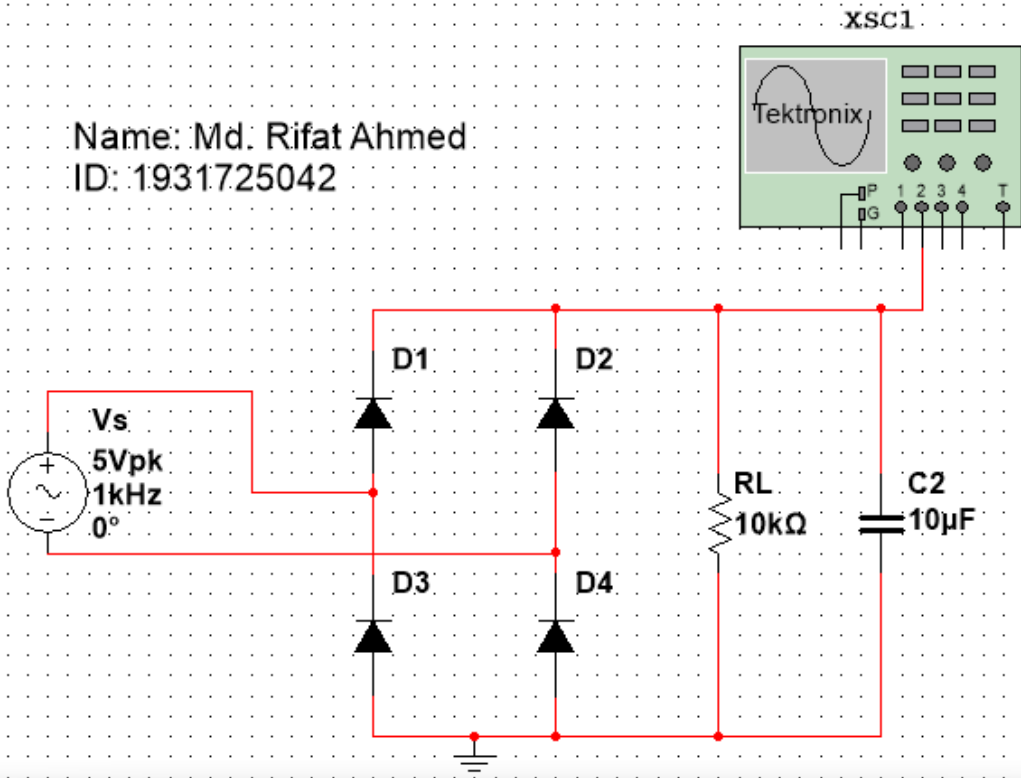 XSC1
Tektronix
P 1 2 3 4 T
G
Name: Md. Rifat Ahmed
ID: 1931725042
D1
D2
Vs
5Vpk
1kHz
0°
RL
10kΩ
C2
10µF
D3
D4